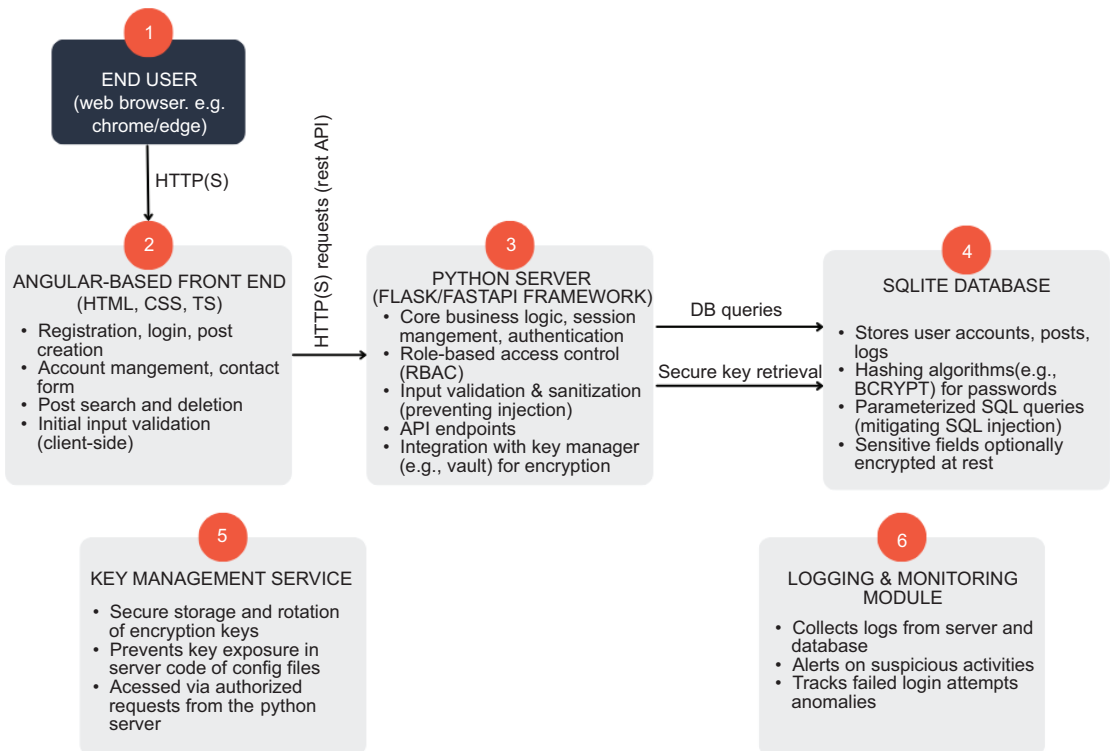 1
END USER
(web browser. e.g.
chrome/edge)
HTTP(S)
HTTP(S) requests (rest API)
2
ANGULAR-BASED FRONT END
(HTML, CSS, TS)
• Registration, login, post
creation
• Account mangement, contact
form
• Post search and deletion
• Initial input validation
(client-side)
3
PYTHON SERVER
(FLASK/FASTAPI FRAMEWORK)
• Core business logic, session
mangement, authentication
• Role-based access control
(RBAC)
• Input validation & sanitization
(preventing injection)
• API endpoints
• Integration with key manager
(e.g., vault) for encryption
DB queries
Secure key retrieval
4
SQLITE DATABASE
• Stores user accounts, posts,
logs
• Hashing algorithms(e.g.,
BCRYPT) for passwords
• Parameterized SQL queries
(mitigating SQL injection)
• Sensitive fields optionally
encrypted at rest
5
KEY MANAGEMENT SERVICE
• Secure storage and rotation
of encryption keys
• Prevents key exposure in
server code of config files
• Acessed via authorized
requests from the python
server
6
LOGGING & MONITORING
MODULE
• Collects logs from server and
database
• Alerts on suspicious activities
• Tracks failed login attempts
anomalies